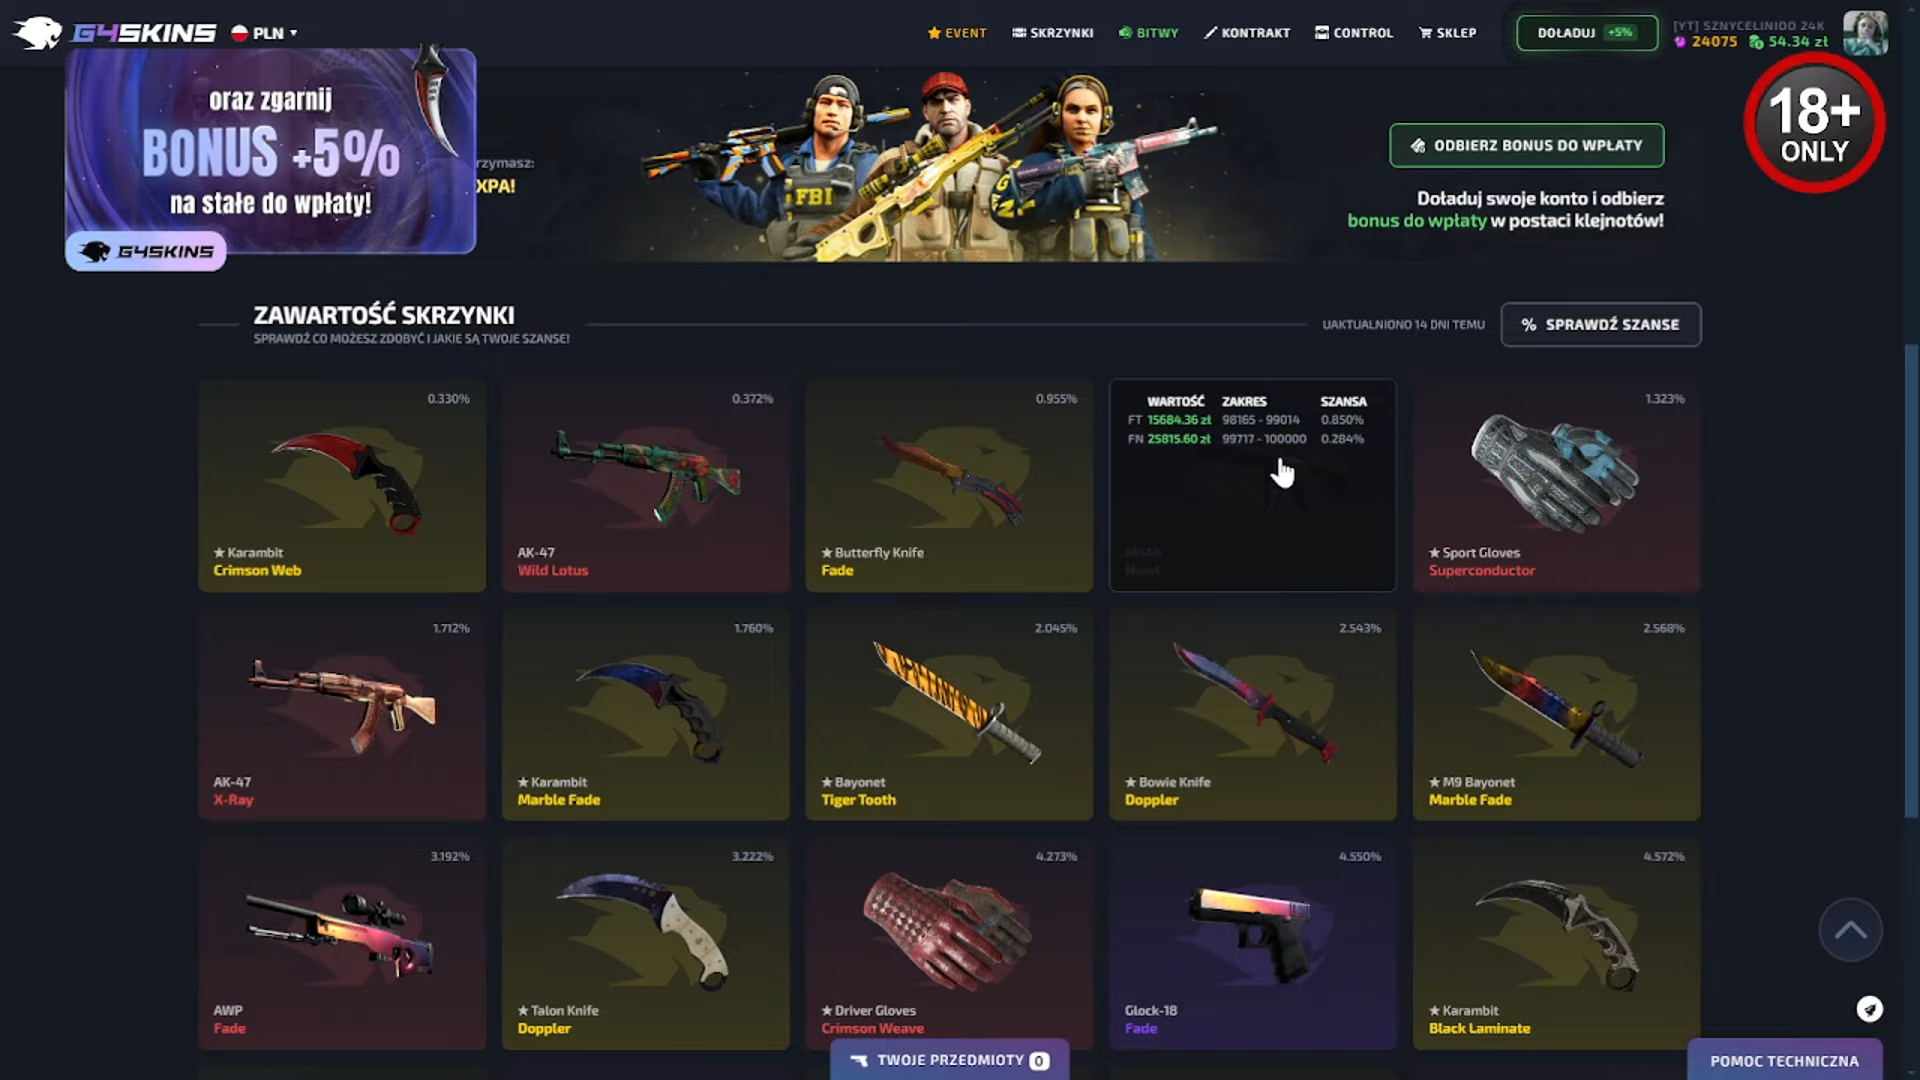 G4SKINS
PLN
EVENT
SKRZYNKI
BITWY
KONTRAKT
CONTROL
SKLEP
DOŁADUJ +5%
[YT] SZNYCELINIOO 24K
24075 54.34 zł
oraz zgarnij
BONUS +5%
na stałe do wpłaty!
G4SKINS
rzymasz:
XPA!
FBI
ODBIERZ BONUS DO WPŁATY
Doładuj swoje konto i odbierz
bonus do wpłaty w postaci klejnotów!
18+
ONLY
ZAWARTOŚĆ SKRZYNKI
SPRAWDŹ CO MOŻESZ ZDOBYĆ I JAKIE SĄ TWOJE SZANSE!
UAKTUALNIONO 14 DNI TEMU
% SPRAWDŹ SZANSE
0.330%
★ Karambit
Crimson Web
0.372%
AK-47
Wild Lotus
0.955%
★ Butterfly Knife
Fade
WARTOŚĆ ZAKRES SZANSA
FT 15684.36 zł 98165 - 99014 0.850%
FN 25815.60 zł 99717 - 100000 0.284%
M4A4
Howl
1.323%
★ Sport Gloves
Superconductor
1.712%
AK-47
X-Ray
1.760%
★ Karambit
Marble Fade
2.045%
★ Bayonet
Tiger Tooth
2.543%
★ Bowie Knife
Doppler
2.568%
★ M9 Bayonet
Marble Fade
3.192%
AWP
Fade
3.222%
★ Talon Knife
Doppler
4.273%
★ Driver Gloves
Crimson Weave
4.550%
Glock-18
Fade
4.572%
★ Karambit
Black Laminate
TWOJE PRZEDMIOTY 0
POMOC TECHNICZNA